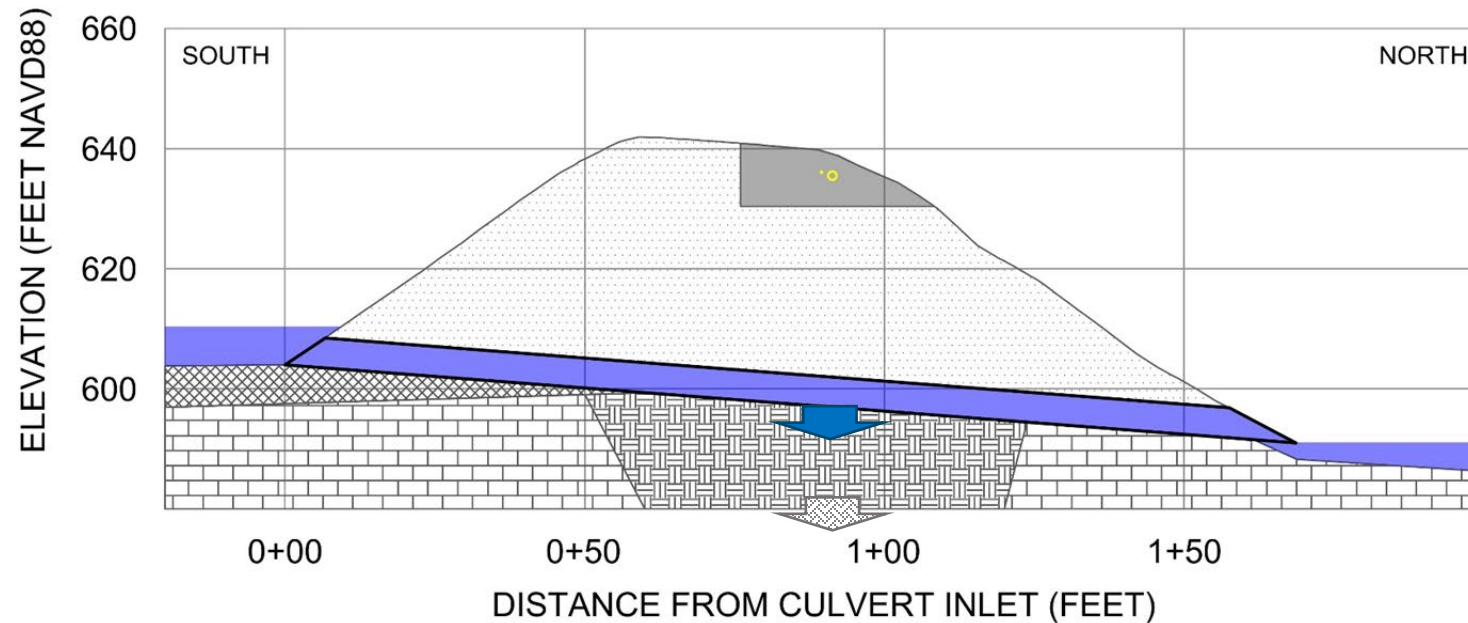 ELEVATION (FEET NAVD88)
660
640
620
600
SOUTH
NORTH
0+00
0+50
1+00
1+50
DISTANCE FROM CULVERT INLET (FEET)